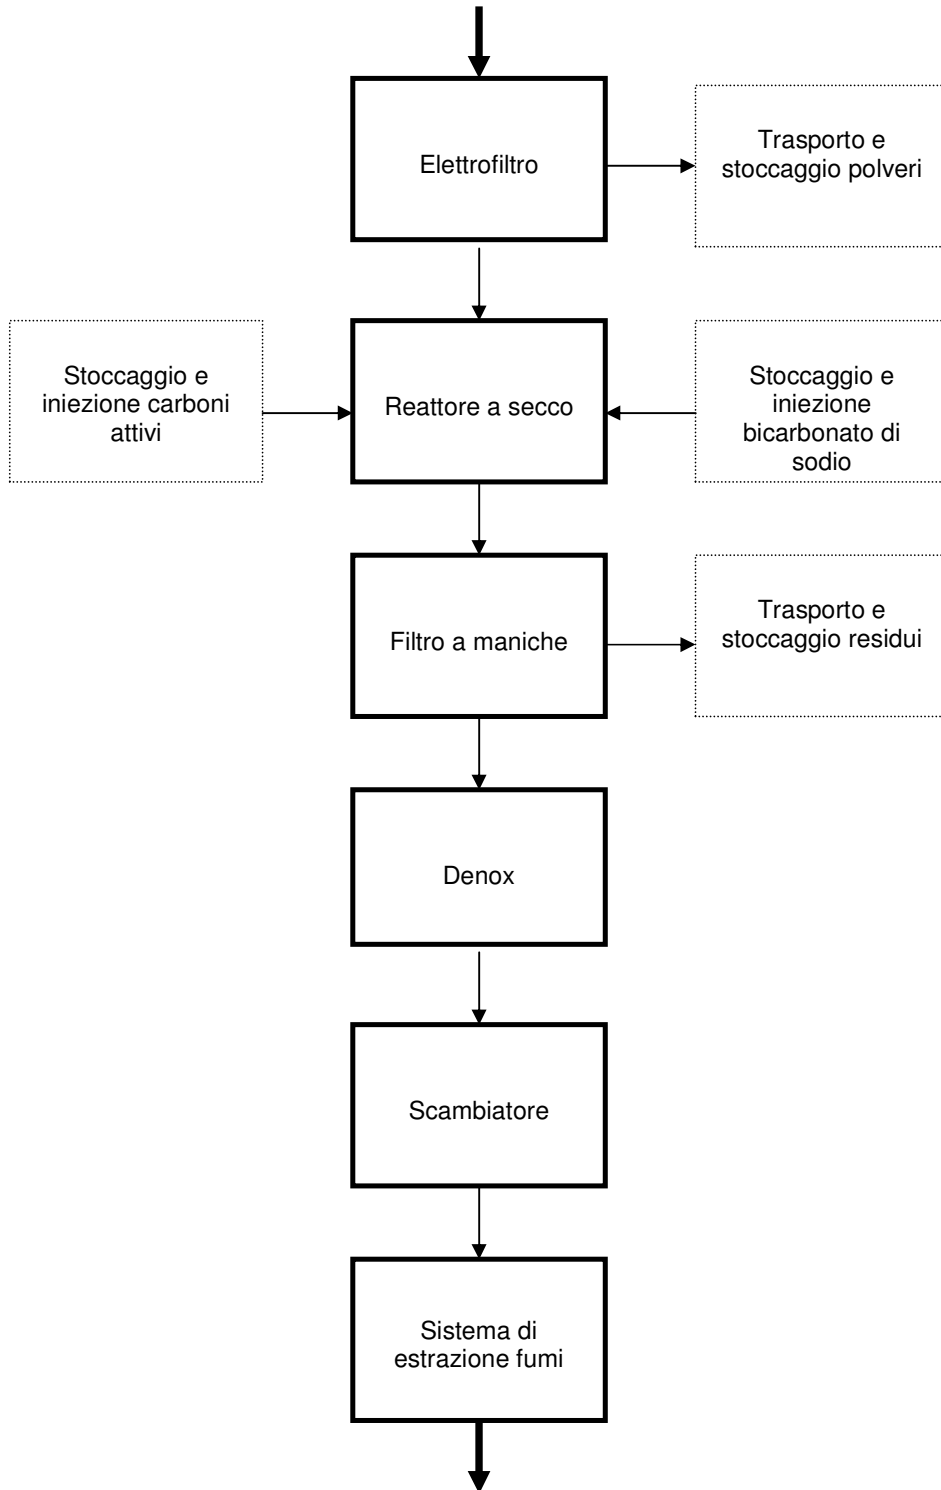 Elettrofiltro
Trasporto e
stoccaggio polveri
Stoccaggio e
iniezione carboni
attivi
Reattore a secco
Stoccaggio e
iniezione
bicarbonato di
sodio
Filtro a maniche
Trasporto e
stoccaggio residui
Denox
Scambiatore
Sistema di
estrazione fumi